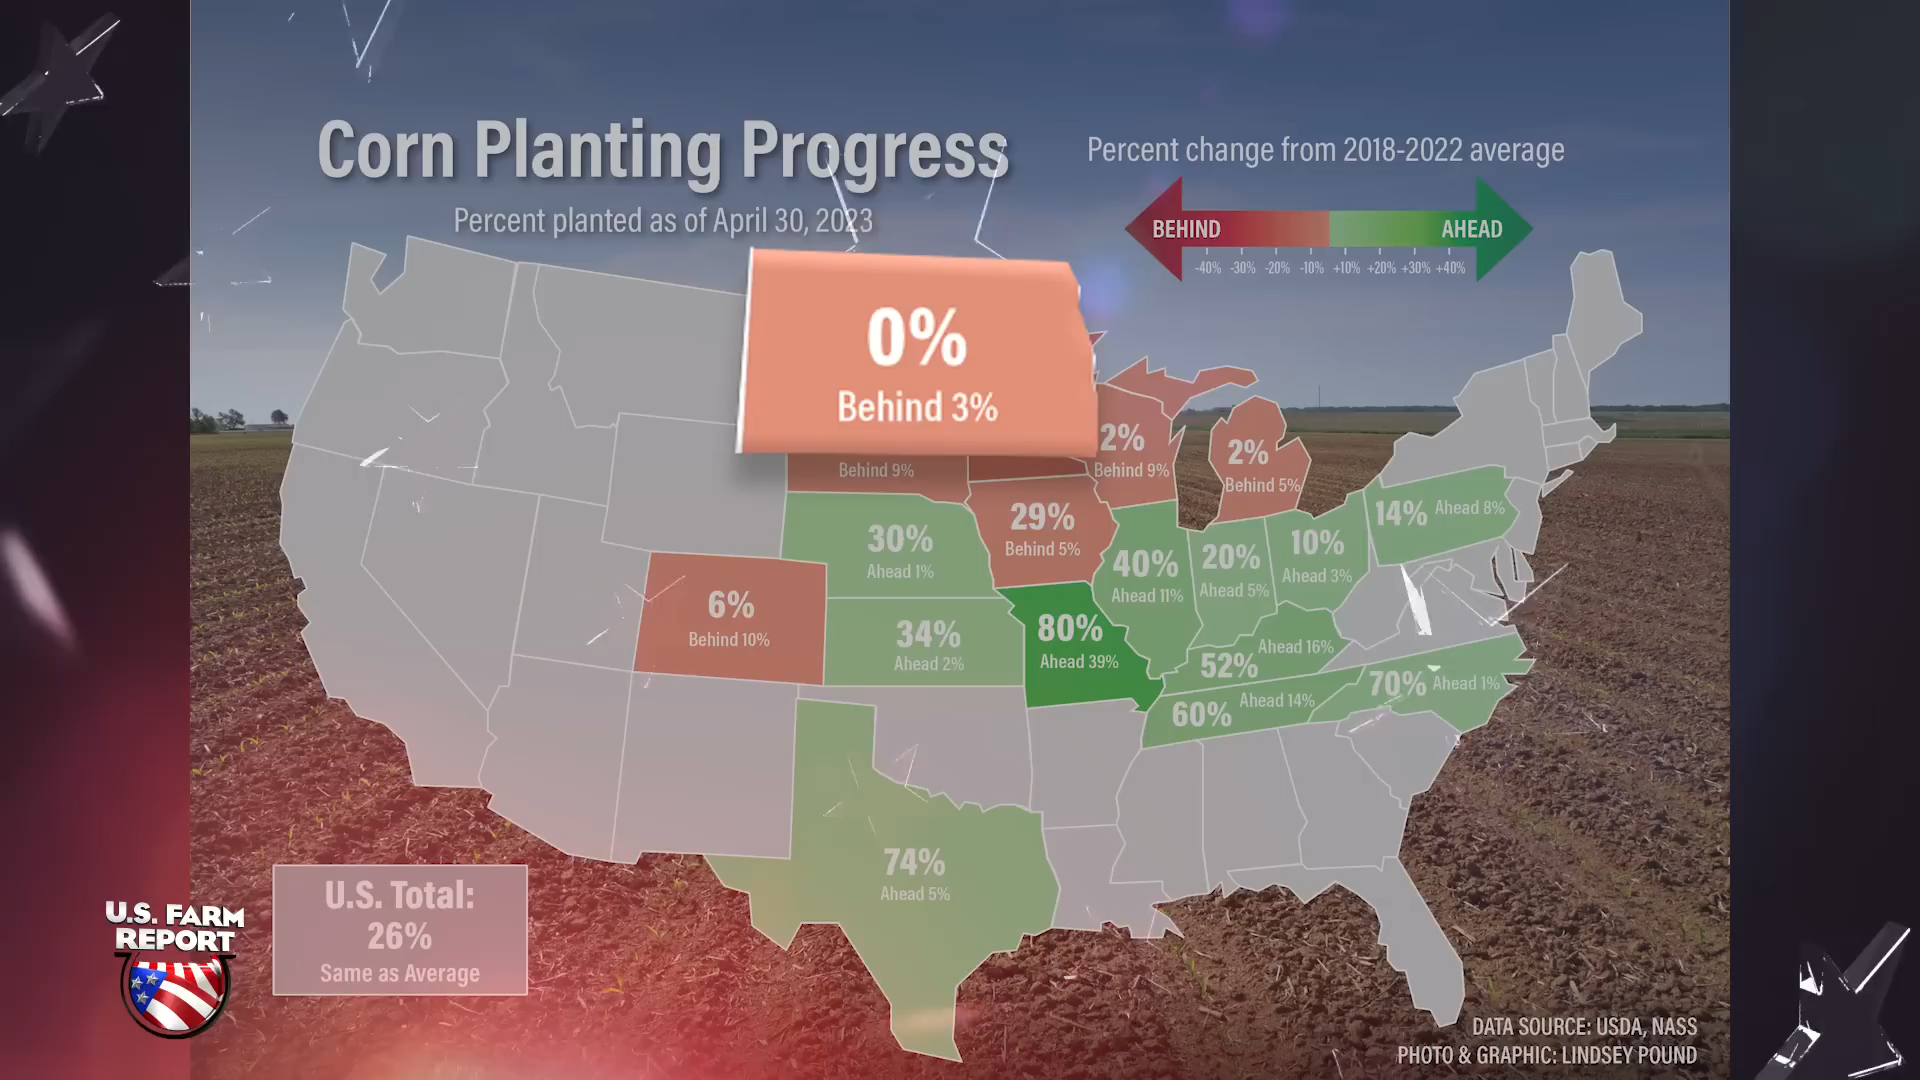 Corn Planting Progress
Percent planted as of April 30, 2023
Percent change from 2018-2022 average
BEHIND
AHEAD
-40% -30% -20% -10% +10% +20% +30% +40%
0%
Behind 3%
Behind 9%
2%
Behind 9%
2%
Behind 5%
29%
Behind 5%
30%
Ahead 1%
14% Ahead 8%
40%
Ahead 11%
20%
Ahead 5%
10%
Ahead 3%
6%
Behind 10%
34%
Ahead 2%
80%
Ahead 39%
52% Ahead 16%
60% Ahead 14%
70% Ahead 1%
74%
Ahead 5%
U.S. Total:
26%
Same as Average
U.S. FARM
REPORT
DATA SOURCE: USDA, NASS
PHOTO & GRAPHIC: LINDSEY POUND